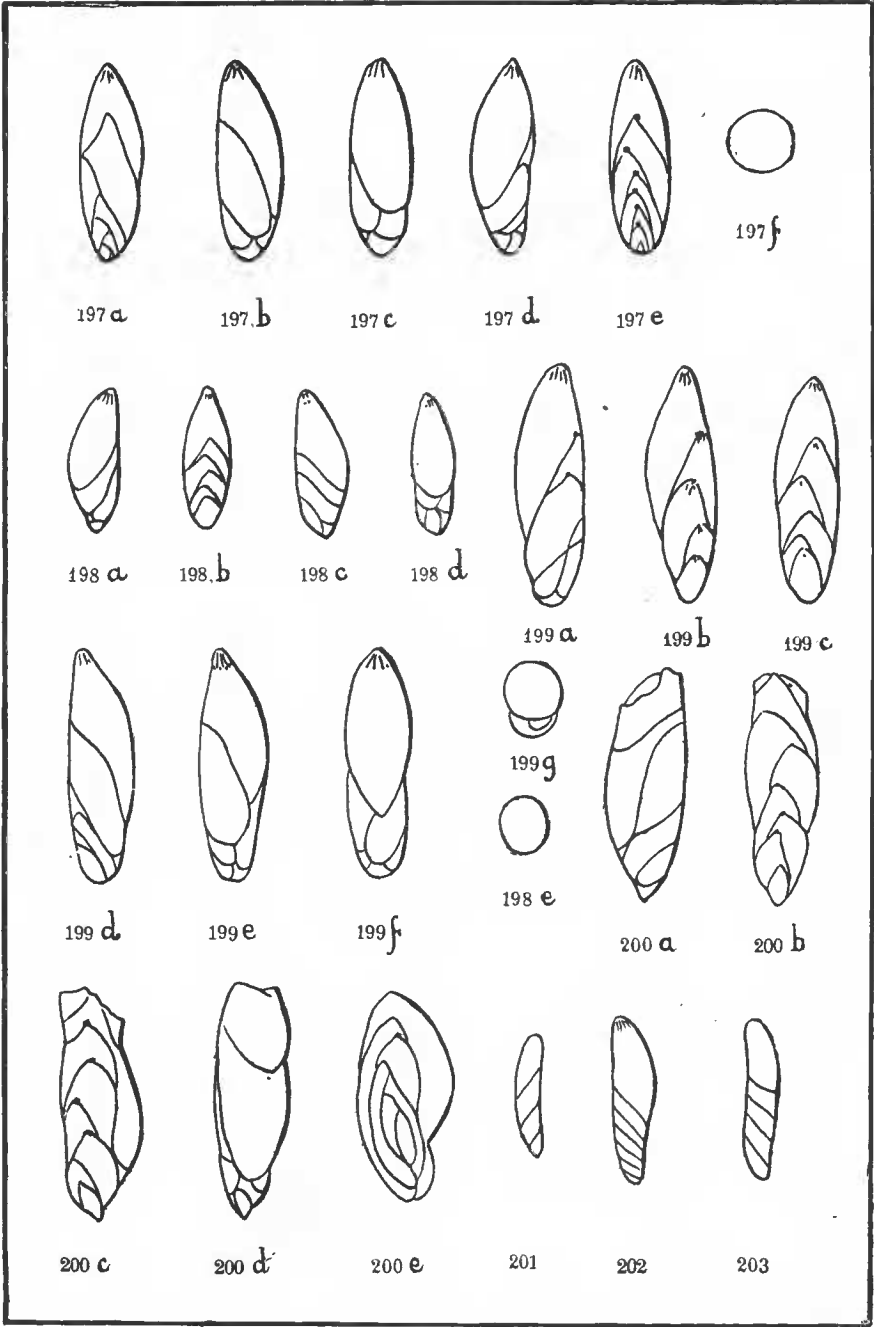 197 a 197.b 197 c 197 d 197 e 197 f
198 a 198.b 198 c 198 d 199 a 199 b 199 c
199 g
198 e
199 d 199 e 199 f 200 a 200 b
200 c 200 d 200 e 201 202 203